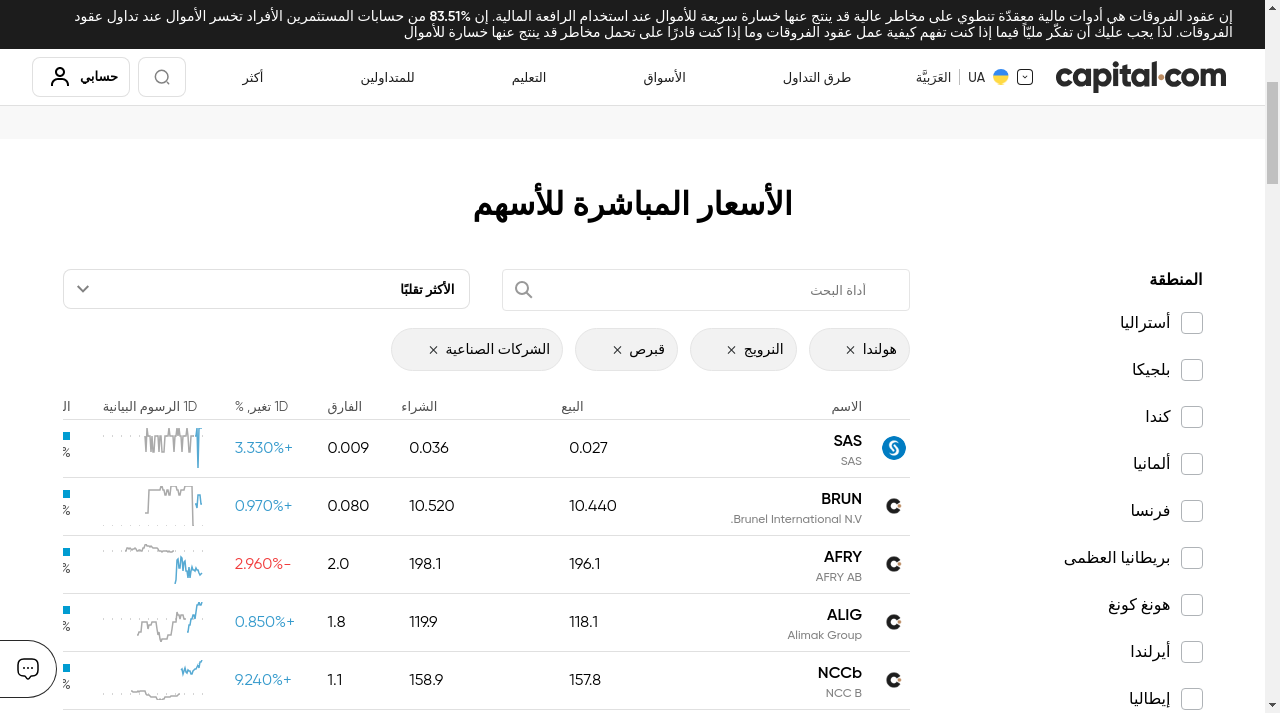 إن عقود الفروقات هي أدوات مالية معقدّة تنطوي على مخاطر عالية قد ينتج عنها خسارة سريعة للأموال عند استخدام الرافعة المالية. إن 83.51% من حسابات المستثمرين الأفراد تخسر الأموال عند تداول عقود
الفروقات. لذا يجب عليك أن تفكّر مليّاً فيما إذا كنت تفهم كيفية عمل عقود الفروقات وما إذا كنت قادرًا على تحمل مخاطر قد ينتج عنها خسارة للأموال
capital.com
UA العَرَبيَّة
طرق التداول
الأسواق
التعليم
للمتداولين
أكثر
حسابي
الأسعار المباشرة للأسهم
المنطقة
أستراليا
بلجيكا
كندا
ألمانيا
فرنسا
بريطانيا العظمى
هونغ كونغ
أيرلندا
إيطاليا
أداة البحث
الأكثر تقلبًا
هولندا × النرويج × قبرص × الشركات الصناعية ×
الاسم البيع الشراء الفارق 1D تغير, % 1D الرسوم البيانية
SAS 0.027 0.036 0.009 3.330%+ %
SAS
BRUN 10.440 10.520 0.080 0.970%+ %
Brunel International N.V.
AFRY 196.1 198.1 2.0 2.960%− %
AFRY AB
ALIG 118.1 119.9 1.8 0.850%+ %
Alimak Group
NCCb 157.8 158.9 1.1 9.240%+ %
NCC B